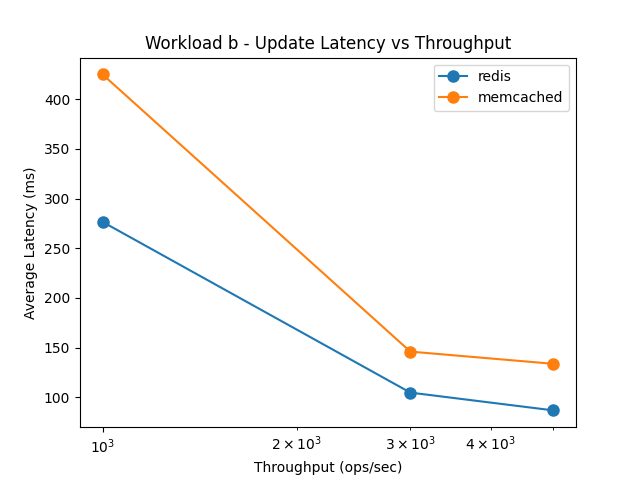 Workload b - Update Latency vs Throughput
redis
memcached
400
350
300
250
200
150
100
Average Latency (ms)
10³
2 × 10³
3 × 10³
4 × 10³
Throughput (ops/sec)